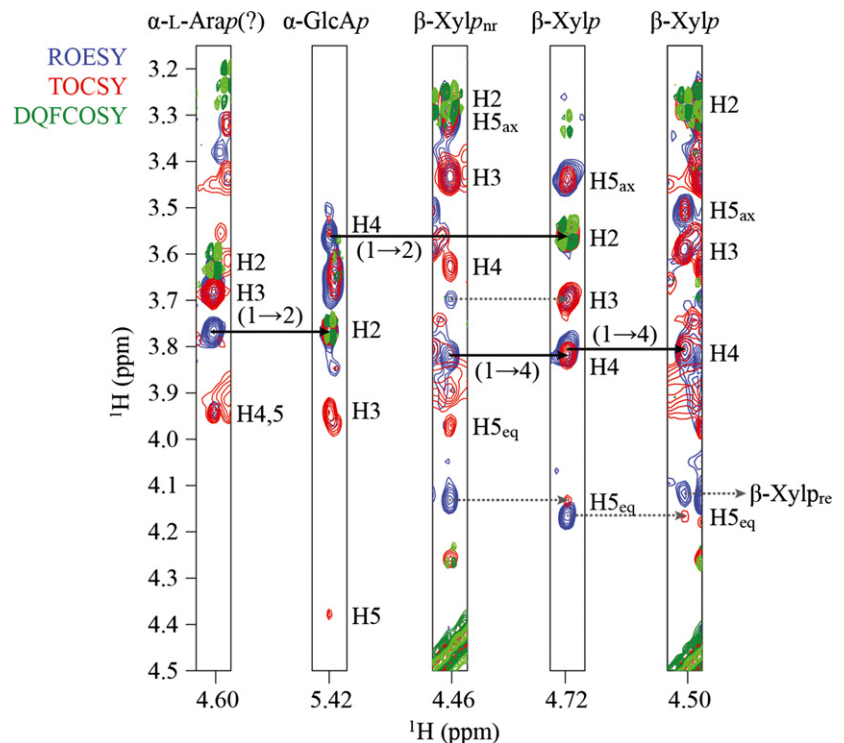 α-L-Arap(?) α-GlcAp β-Xylpnr β-Xylp β-Xylp
ROESY
TOCSY
DQFCOSY
3.2
3.3
3.4
3.5
3.6
3.7
3.8
3.9
4.0
4.1
4.2
4.3
4.4
4.5
¹H (ppm)
H2
H3
(1→2)
H4,5
H4
(1→2)
H2
H3
H5
H2
H5ax
H3
H4
(1→4)
H5eq
H5ax
H2
H3
(1→4)
H4
H5eq
H2
H5ax
H3
H4
β-Xylpre
H5eq
4.60 5.42 4.46 4.72 4.50
¹H (ppm)